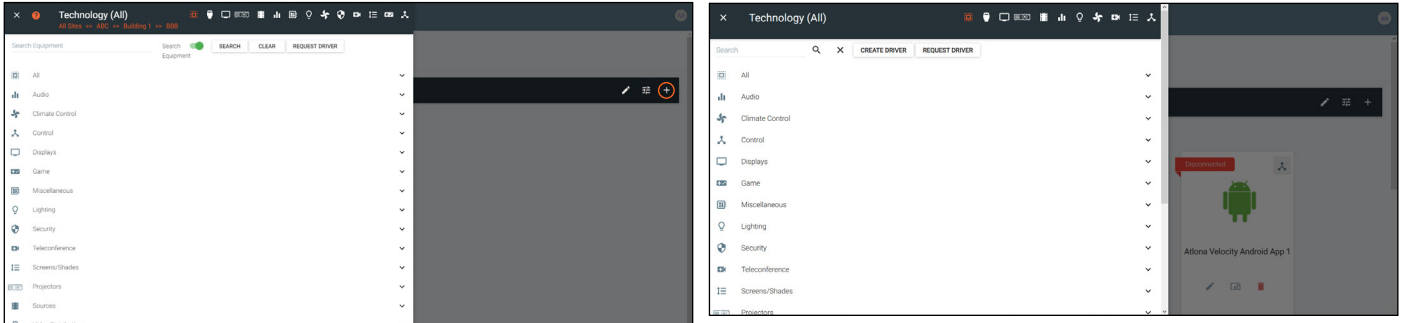 Technology (All)
All Sites >> ABC >> Building 1 >> BBB
Search Equipment
Search Equipment
SEARCH
CLEAR
REQUEST DRIVER
All
Audio
Climate Control
Control
Displays
Game
Miscellaneous
Lighting
Security
Teleconference
Screens/Shades
Projectors
Sources
Technology (All)
Search
CREATE DRIVER
REQUEST DRIVER
All
Audio
Climate Control
Control
Displays
Game
Miscellaneous
Lighting
Security
Teleconference
Screens/Shades
Projectors
Disconnected
Atlona Velocity Android App 1